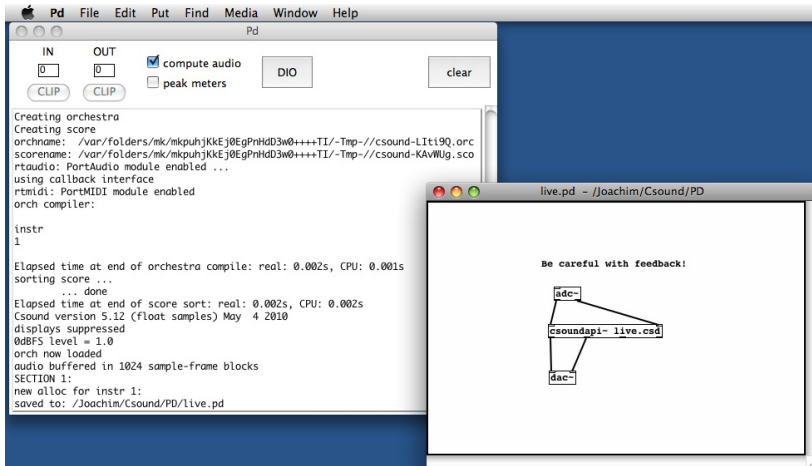 Pd File Edit Put Find Media Window Help
Pd
IN OUT
0 0
compute audio
peak meters
DIO
clear
CLIP CLIP
Creating orchestra
Creating score
orchname:  /var/folders/mk/mkpuhjKkEj0EgPnHdD3w0++++TI/-Tmp-//csound-LIti9Q.orc
scorename: /var/folders/mk/mkpuhjKkEj0EgPnHdD3w0++++TI/-Tmp-//csound-KAvWUg.sco
rtaudio: PortAudio module enabled ...
using callback interface
rtmidi: PortMIDI module enabled
orch compiler:
instr
1
Elapsed time at end of orchestra compile: real: 0.002s, CPU: 0.001s
sorting score ...
... done
Elapsed time at end of score sort: real: 0.002s, CPU: 0.002s
Csound version 5.12 (float samples) May  4 2010
displays suppressed
0dBFS level = 1.0
orch now loaded
audio buffered in 1024 sample-frame blocks
SECTION 1:
new alloc for instr 1:
saved to: /Joachim/Csound/PD/live.pd
live.pd - /Joachim/Csound/PD
Be careful with feedback!
adc~
csoundapi~ live.csd
dac~